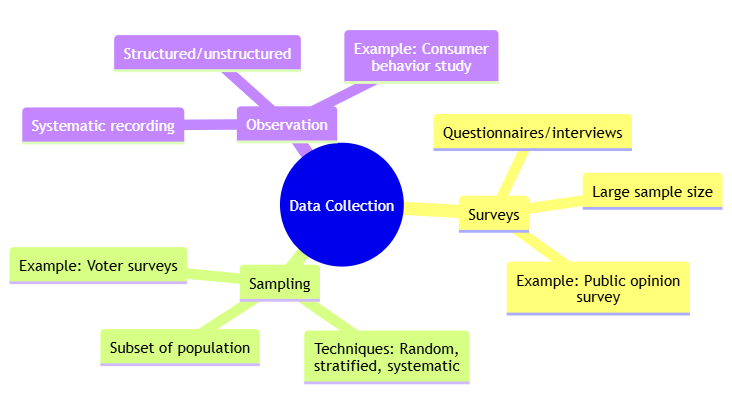 Structured/unstructured
Example: Consumer
behavior study
Systematic recording
Observation
Questionnaires/interviews
Data Collection
Surveys
Large sample size
Example: Public opinion
survey
Example: Voter surveys
Sampling
Subset of population
Techniques: Random,
stratified, systematic